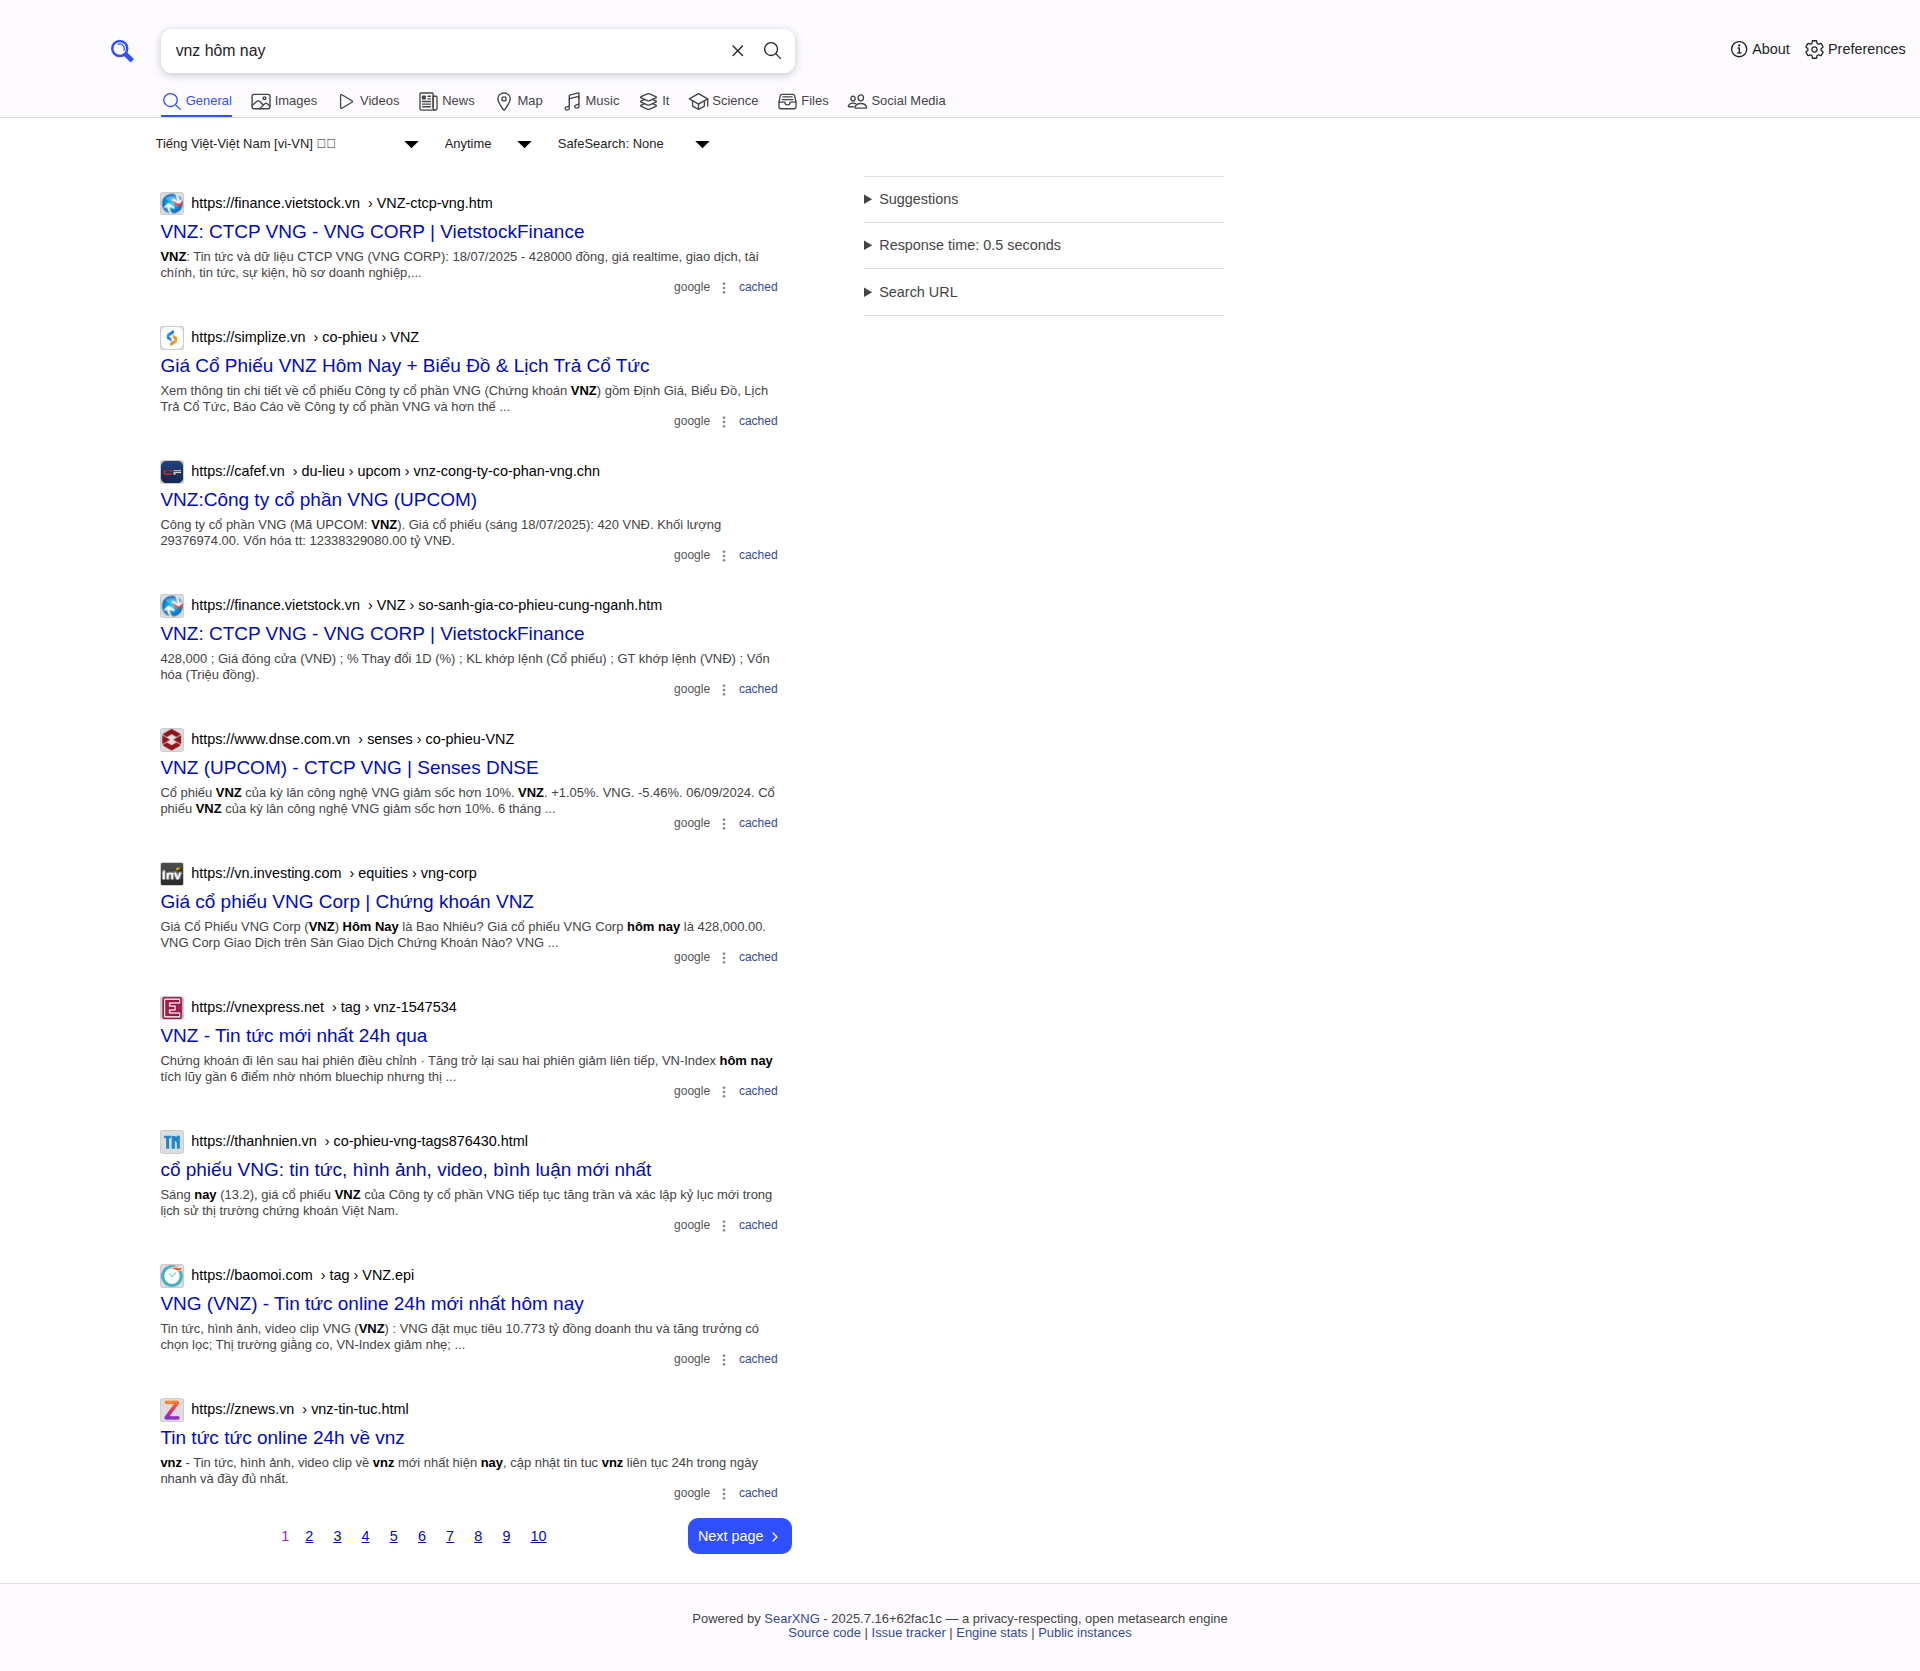 vnz hôm nay
About Preferences
General Images Videos News Map Music It Science Files Social Media
Tiếng Việt-Việt Nam [vi-VN] Anytime SafeSearch: None
https://finance.vietstock.vn › VNZ-ctcp-vng.htm
VNZ: CTCP VNG - VNG CORP | VietstockFinance
VNZ: Tin tức và dữ liệu CTCP VNG (VNG CORP): 18/07/2025 - 428000 đồng, giá realtime, giao dịch, tài
chính, tin tức, sự kiện, hồ sơ doanh nghiệp,...
google cached
https://simplize.vn › co-phieu › VNZ
Giá Cổ Phiếu VNZ Hôm Nay + Biểu Đồ & Lịch Trả Cổ Tức
Xem thông tin chi tiết về cổ phiếu Công ty cổ phần VNG (Chứng khoán VNZ) gồm Định Giá, Biểu Đồ, Lịch
Trả Cổ Tức, Báo Cáo về Công ty cổ phần VNG và hơn thế ...
google cached
https://cafef.vn › du-lieu › upcom › vnz-cong-ty-co-phan-vng.chn
VNZ:Công ty cổ phần VNG (UPCOM)
Công ty cổ phần VNG (Mã UPCOM: VNZ). Giá cổ phiếu (sáng 18/07/2025): 420 VNĐ. Khối lượng
29376974.00. Vốn hóa tt: 12338329080.00 tỷ VNĐ.
google cached
https://finance.vietstock.vn › VNZ › so-sanh-gia-co-phieu-cung-nganh.htm
VNZ: CTCP VNG - VNG CORP | VietstockFinance
428,000 ; Giá đóng cửa (VNĐ) ; % Thay đổi 1D (%) ; KL khớp lệnh (Cổ phiếu) ; GT khớp lệnh (VNĐ) ; Vốn
hóa (Triệu đồng).
google cached
https://www.dnse.com.vn › senses › co-phieu-VNZ
VNZ (UPCOM) - CTCP VNG | Senses DNSE
Cổ phiếu VNZ của kỳ lân công nghệ VNG giảm sốc hơn 10%. VNZ. +1.05%. VNG. -5.46%. 06/09/2024. Cổ
phiếu VNZ của kỳ lân công nghệ VNG giảm sốc hơn 10%. 6 tháng ...
google cached
https://vn.investing.com › equities › vng-corp
Giá cổ phiếu VNG Corp | Chứng khoán VNZ
Giá Cổ Phiếu VNG Corp (VNZ) Hôm Nay là Bao Nhiêu? Giá cổ phiếu VNG Corp hôm nay là 428,000.00.
VNG Corp Giao Dịch trên Sàn Giao Dịch Chứng Khoán Nào? VNG ...
google cached
https://vnexpress.net › tag › vnz-1547534
VNZ - Tin tức mới nhất 24h qua
Chứng khoán đi lên sau hai phiên điều chỉnh · Tăng trở lại sau hai phiên giảm liên tiếp, VN-Index hôm nay
tích lũy gần 6 điểm nhờ nhóm bluechip nhưng thị ...
google cached
https://thanhnien.vn › co-phieu-vng-tags876430.html
cổ phiếu VNG: tin tức, hình ảnh, video, bình luận mới nhất
Sáng nay (13.2), giá cổ phiếu VNZ của Công ty cổ phần VNG tiếp tục tăng trần và xác lập kỷ lục mới trong
lịch sử thị trường chứng khoán Việt Nam.
google cached
https://baomoi.com › tag › VNZ.epi
VNG (VNZ) - Tin tức online 24h mới nhất hôm nay
Tin tức, hình ảnh, video clip VNG (VNZ) : VNG đặt mục tiêu 10.773 tỷ đồng doanh thu và tăng trưởng có
chọn lọc; Thị trường giằng co, VN-Index giảm nhẹ; ...
google cached
https://znews.vn › vnz-tin-tuc.html
Tin tức tức online 24h về vnz
vnz - Tin tức, hình ảnh, video clip về vnz mới nhất hiện nay, cập nhật tin tuc vnz liên tục 24h trong ngày
nhanh và đầy đủ nhất.
google cached
1 2 3 4 5 6 7 8 9 10 Next page
Suggestions
Response time: 0.5 seconds
Search URL
Powered by SearXNG - 2025.7.16+62fac1c — a privacy-respecting, open metasearch engine
Source code | Issue tracker | Engine stats | Public instances